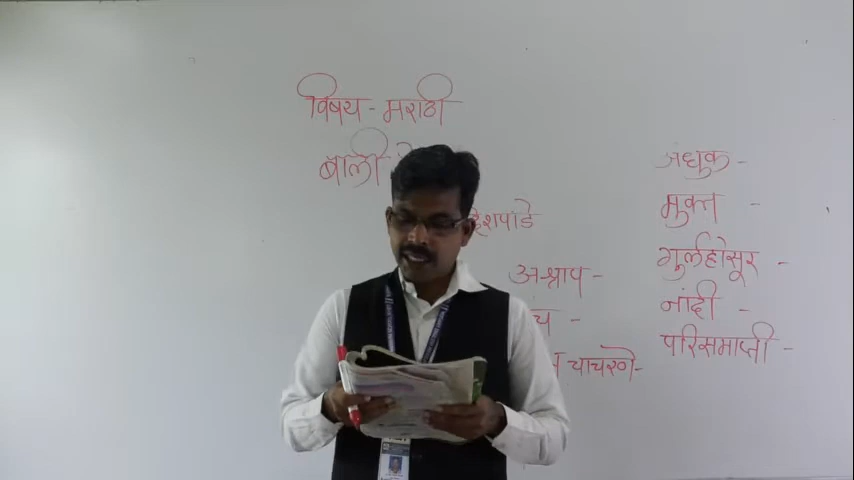 विषय - मराठी
बाली
देशपांडे
अश्राप -
च -
चाचरणे -
जंधुक -
मुक्त -
गुर्लहोसूर -
नांदी -
परिसमाप्ती -